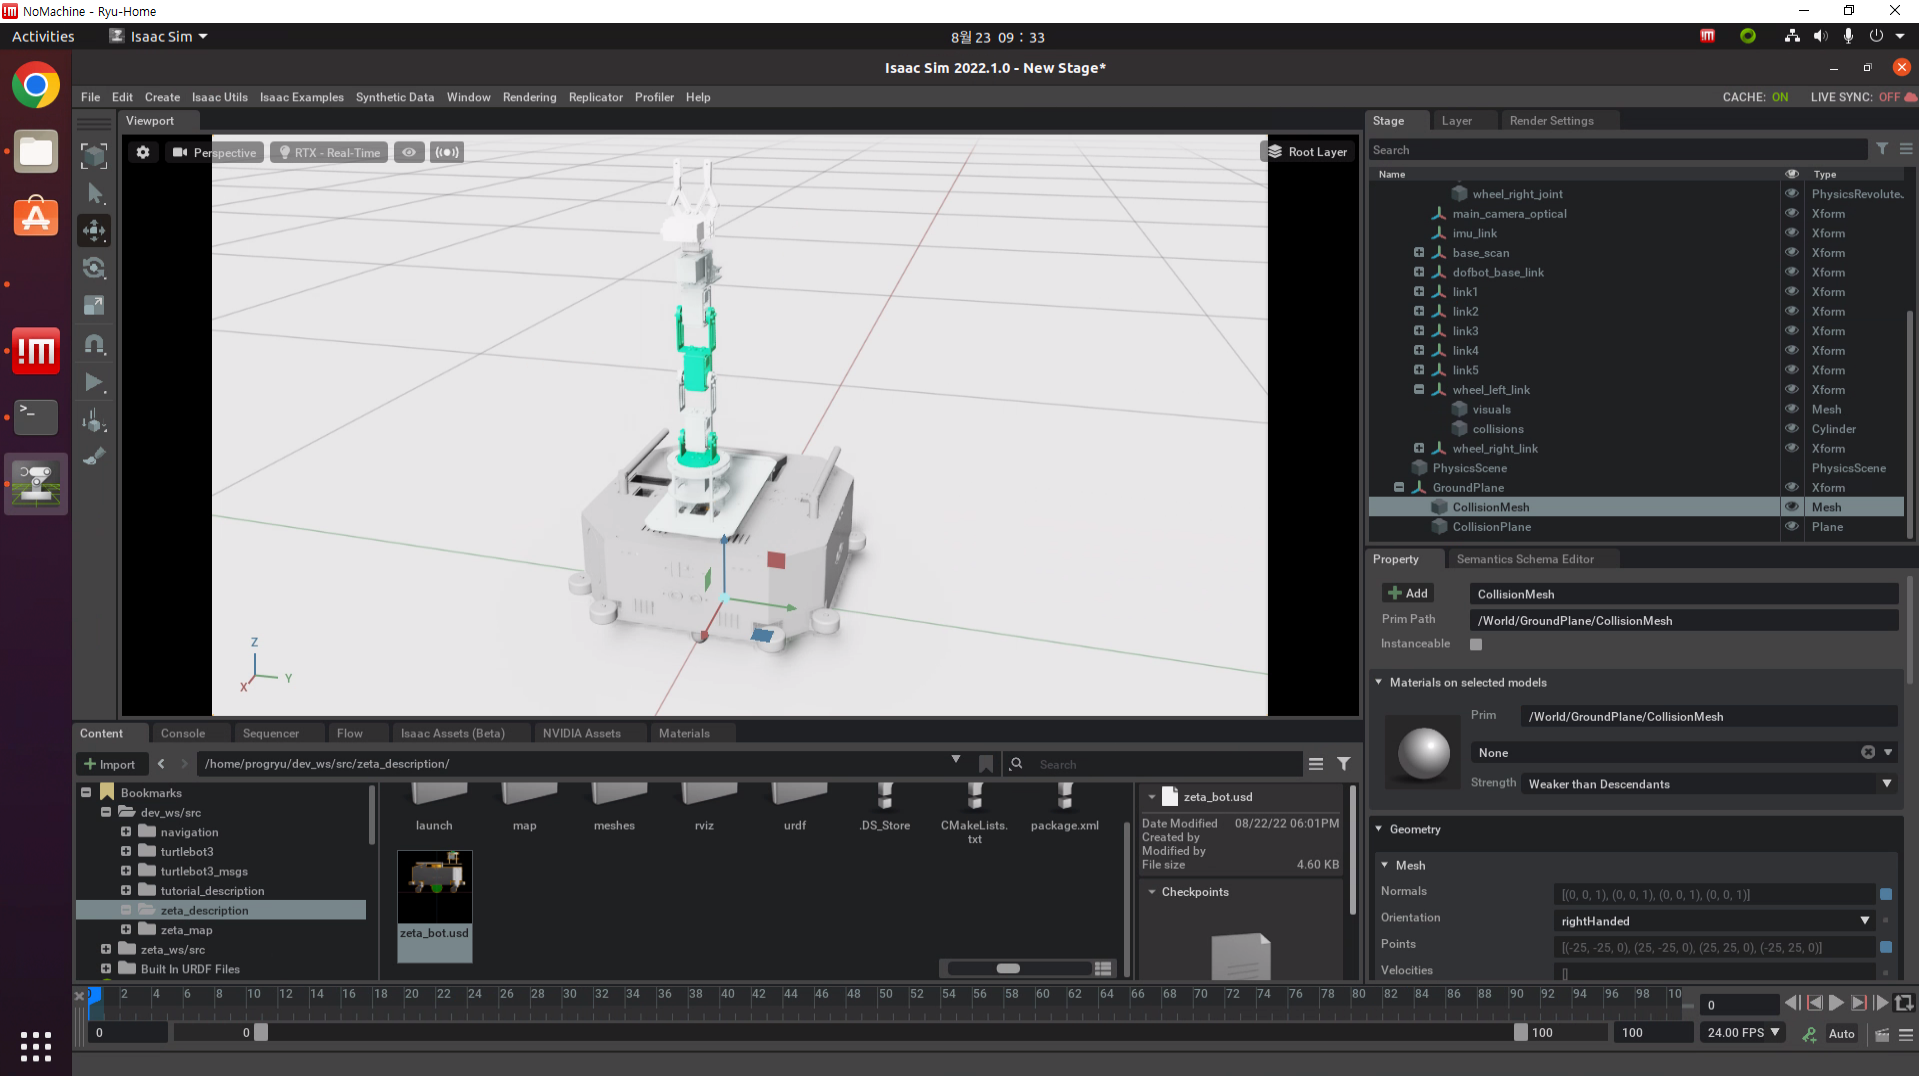 NoMachine - Ryu-Home
Activities
Isaac Sim
8월 23 09 : 33
Isaac Sim 2022.1.0 - New Stage*
File Edit Create Isaac Utils Isaac Examples Synthetic Data Window Rendering Replicator Profiler Help
CACHE: ON LIVE SYNC: OFF
Viewport
Perspective
RTX - Real-Time
Root Layer
Z
Y
X
Stage Layer Render Settings
Search
Name Type
wheel_right_joint PhysicsRevolute
main_camera_optical Xform
imu_link Xform
base_scan Xform
dofbot_base_link Xform
link1 Xform
link2 Xform
link3 Xform
link4 Xform
link5 Xform
wheel_left_link Xform
visuals Mesh
collisions Cylinder
wheel_right_link Xform
PhysicsScene PhysicsScene
GroundPlane Xform
CollisionMesh Mesh
CollisionPlane Plane
Property Semantics Schema Editor
Add CollisionMesh
Prim Path /World/GroundPlane/CollisionMesh
Instanceable
Materials on selected models
Prim /World/GroundPlane/CollisionMesh
None
Strength Weaker than Descendants
Geometry
Mesh
Normals [(0, 0, 1), (0, 0, 1), (0, 0, 1), (0, 0, 1)]
Orientation rightHanded
Points [(-25, -25, 0), (25, -25, 0), (25, 25, 0), (-25, 25, 0)]
Velocities []
Content Console Sequencer Flow Isaac Assets (Beta) NVIDIA Assets Materials
Import /home/progryu/dev_ws/src/zeta_description/ Search
Bookmarks
dev_ws/src
navigation
turtlebot3
turtlebot3_msgs
tutorial_description
zeta_description
zeta_map
zeta_ws/src
Built In URDF Files
launch map meshes rviz urdf .DS_Store CMakeLists.txt package.xml
zeta_bot.usd
zeta_bot.usd
Date Modified 08/22/22 06:01PM
Created by
Modified by
File size 4.60 KB
Checkpoints
0 2 4 6 8 10 12 14 16 18 20 22 24 26 28 30 32 34 36 38 40 42 44 46 48 50 52 54 56 58 60 62 64 66 68 70 72 74 76 78 80 82 84 86 88 90 92 94 96 98 10
0
0 0 100 100 24.00 FPS Auto